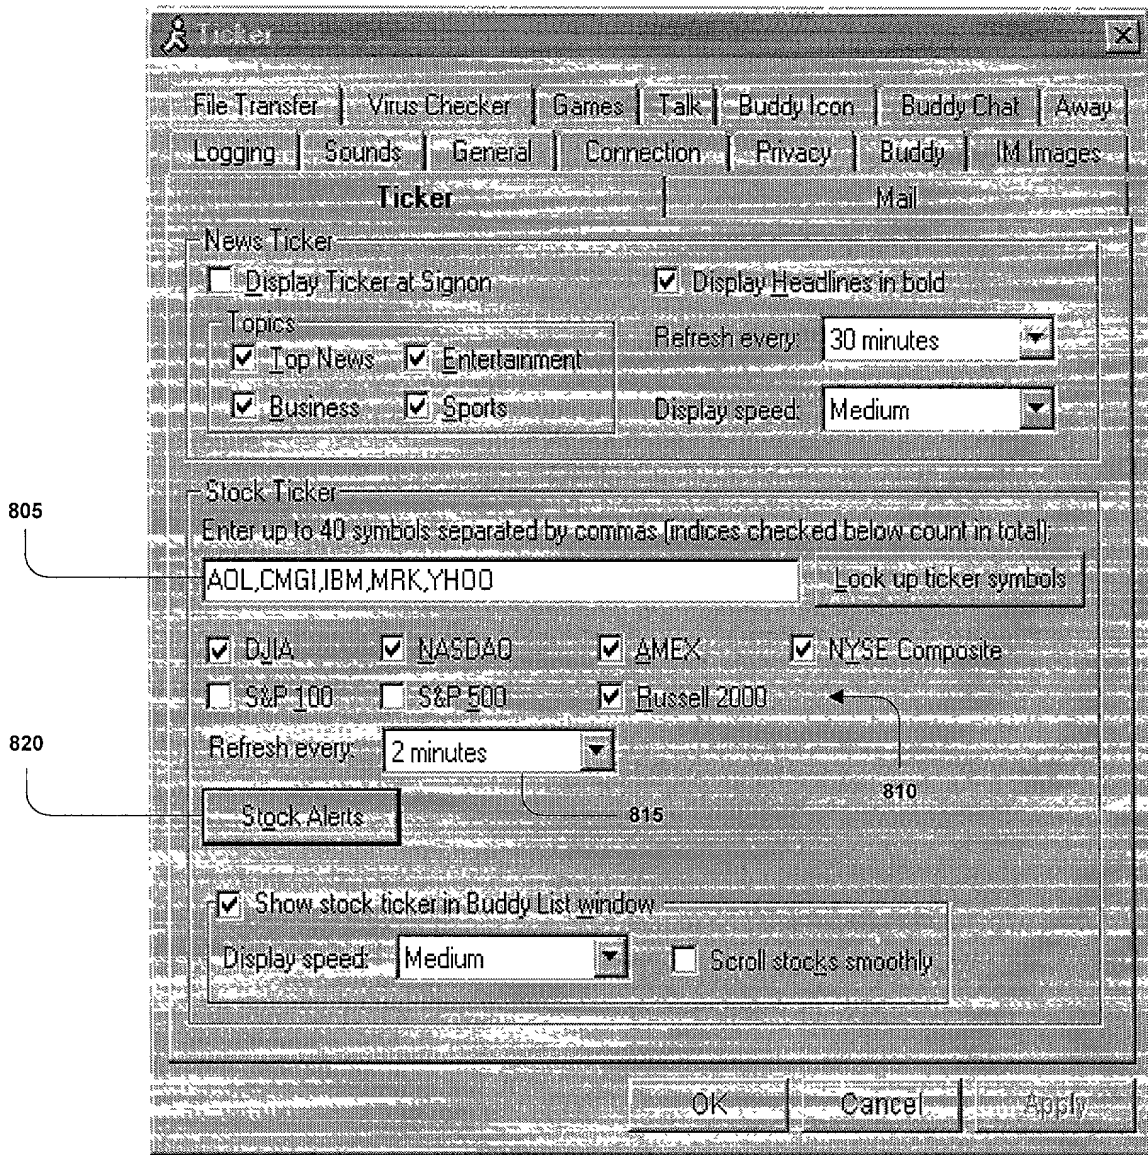 Ticker
File Transfer Virus Checker Games Talk Buddy Icon Buddy Chat Away
Logging Sounds General Connection Privacy Buddy IM Images
Ticker Mail
News Ticker
Display Ticker at Signon Display Headlines in bold
Topics
Refresh every: 30 minutes
Top News Entertainment
Business Sports Display speed: Medium
Stock Ticker
805
Enter up to 40 symbols separated by commas (indices checked below count in total):
AOL,CMGI,IBM,MRK,YHOO Look up ticker symbols
DJIA NASDAQ AMEX NYSE Composite
S&P 100 S&P 500 Russell 2000
820
Refresh every: 2 minutes
810
Stock Alerts 815
Show stock ticker in Buddy List window
Display speed: Medium Scroll stocks smoothly
OK Cancel Apply